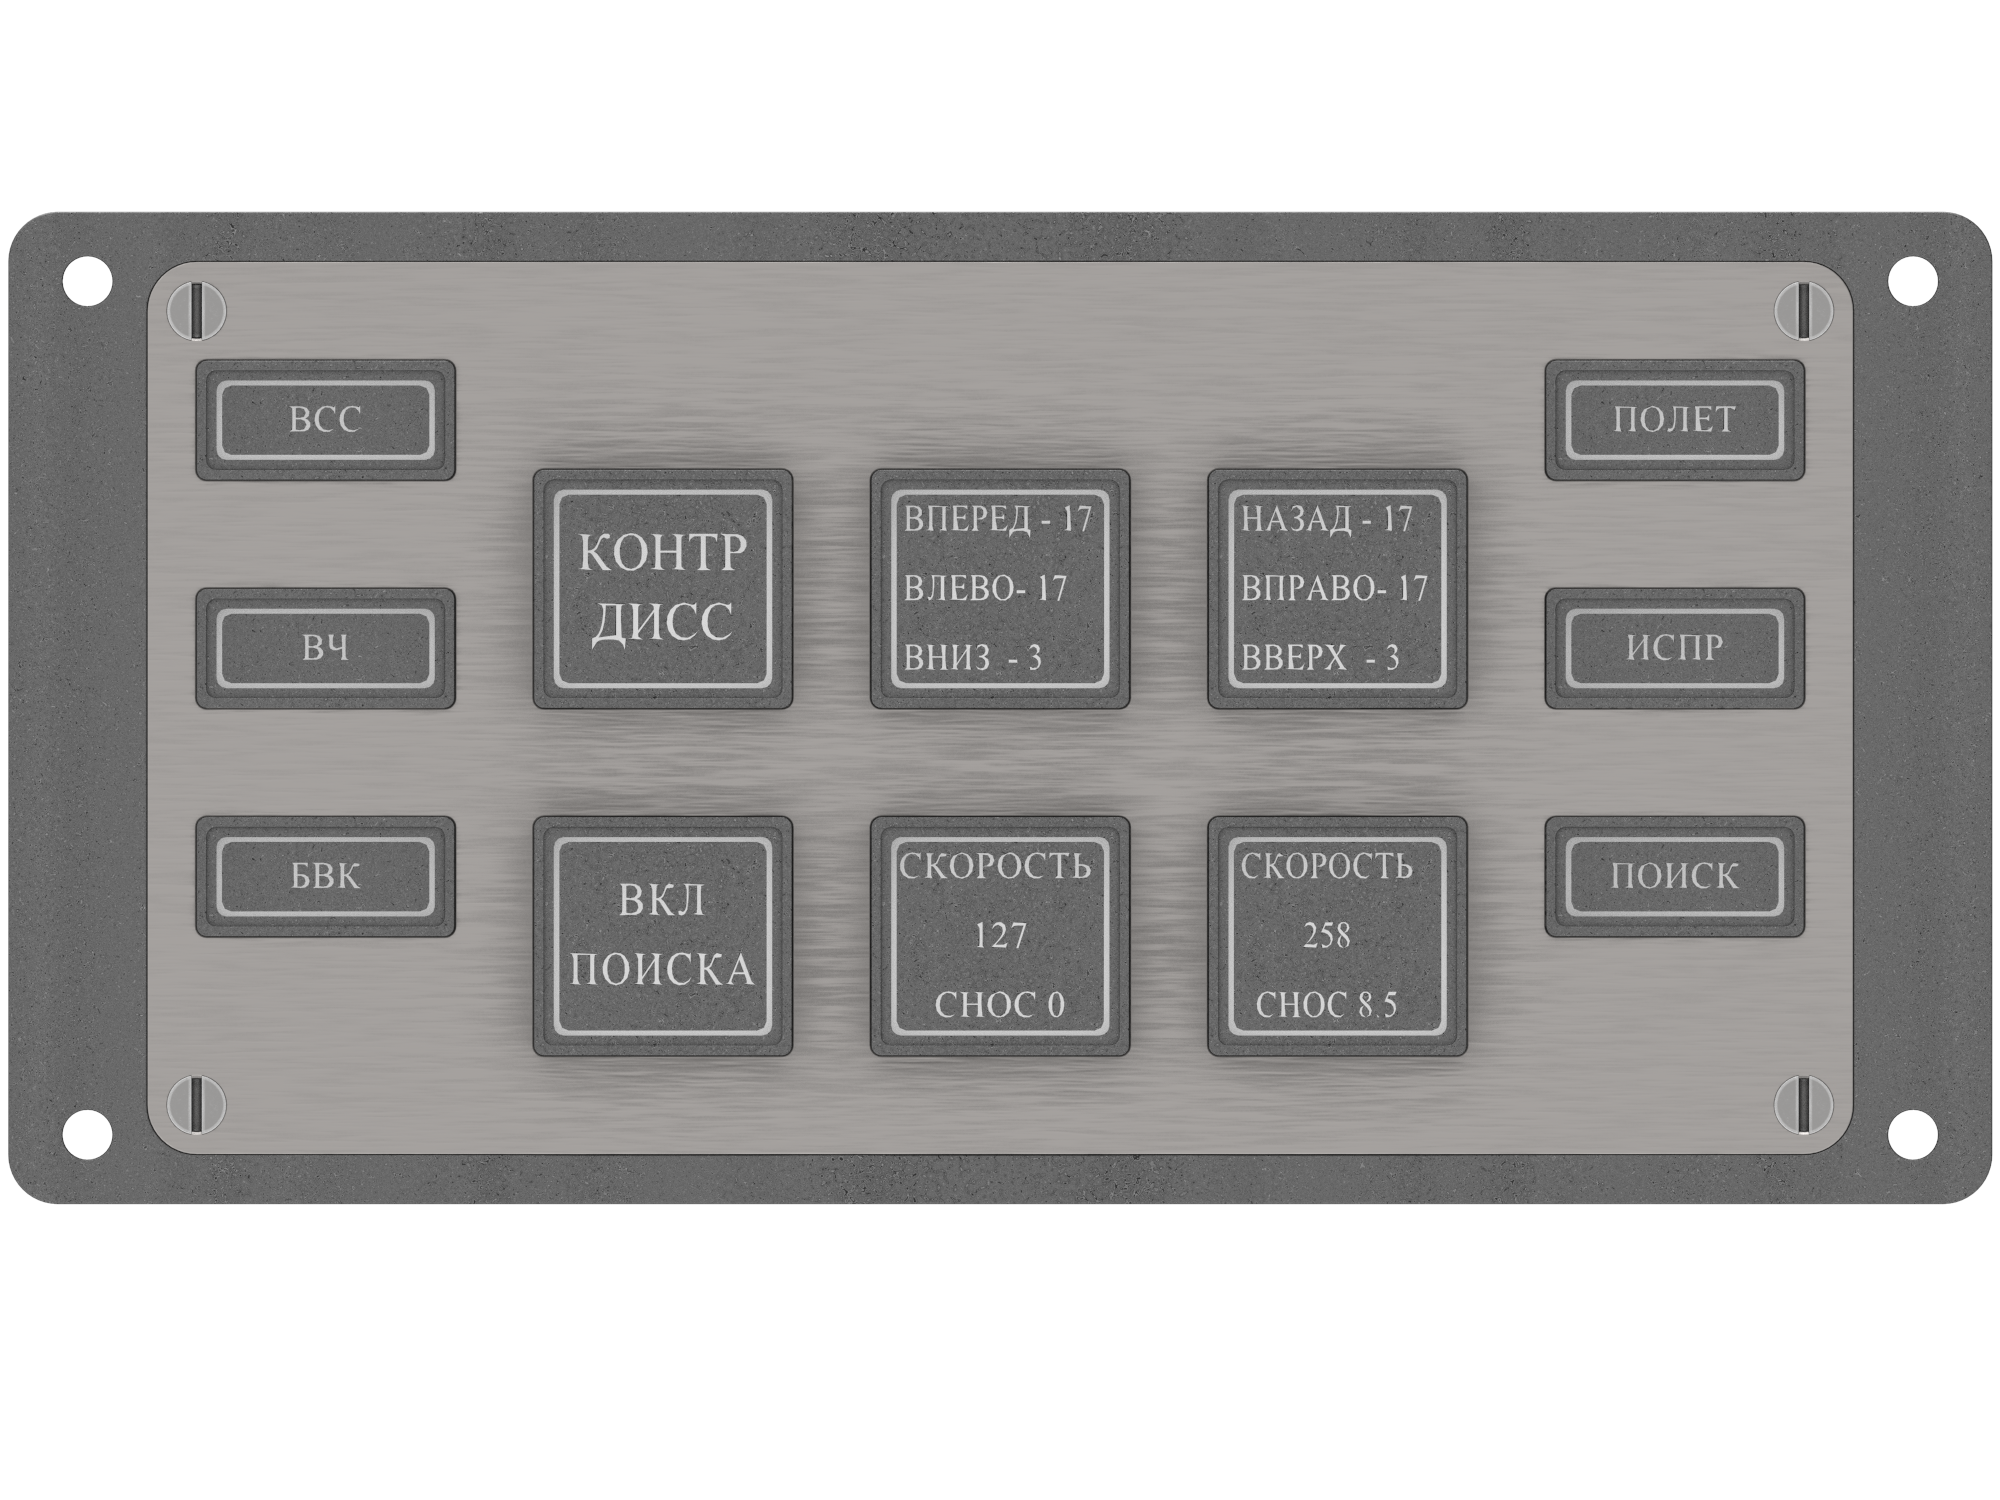 ВСС
ПОЛЕТ
КОНТР
ДИСС
ВПЕРЕД - 17
ВЛЕВО- 17
ВНИЗ - 3
НАЗАД - 17
ВПРАВО- 17
ВВЕРХ - 3
ВЧ
ИСПР
БВК
ВКЛ
ПОИСКА
СКОРОСТЬ
127
СНОС 0
СКОРОСТЬ
258
СНОС 8.5
ПОИСК